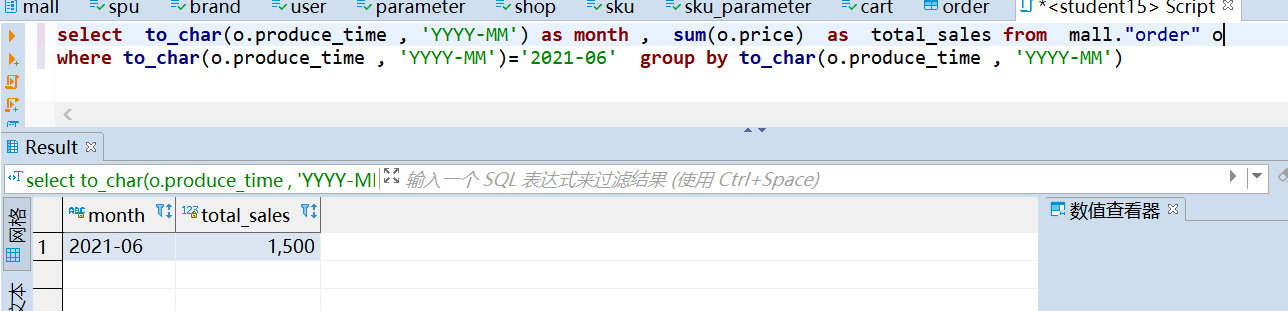 mall spu brand user parameter shop sku sku_parameter cart order *<student15> Script
select to_char(o.produce_time , 'YYYY-MM') as month , sum(o.price) as total_sales from mall."order" o
where to_char(o.produce_time , 'YYYY-MM')='2021-06' group by to_char(o.produce_time , 'YYYY-MM')
Result
select to_char(o.produce_time , 'YYYY-MI 输入一个 SQL 表达式来过滤结果 (使用 Ctrl+Space)
网格
ABC month 123 total_sales
数值查看器
1 2021-06 1,500
文本